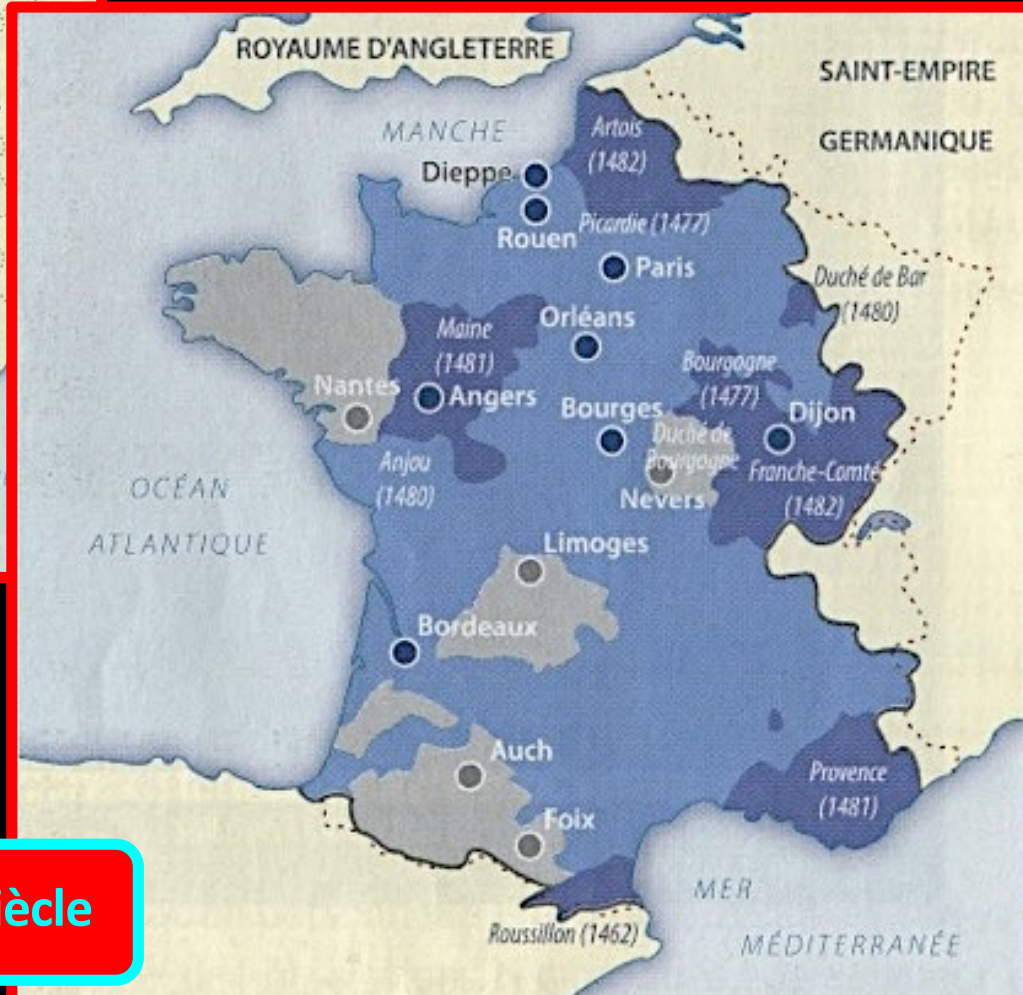 ROYAUME D'ANGLETERRE
SAINT-EMPIRE
GERMANIQUE
MANCHE
Artois
(1482)
Dieppe
Rouen
Picardie (1477)
Paris
Duché de Bar
(1480)
Orléans
Maine
(1481)
Bourgogne
(1477)
Nantes
Angers
Bourges
Dijon
Duché de
Bourgogne
Nevers
Franche-Comté
(1482)
Anjou
(1480)
OCÉAN
ATLANTIQUE
Limoges
Bordeaux
Auch
Provence
(1481)
Foix
iècle
MER
MÉDITERRANÉE
Roussillon (1462)